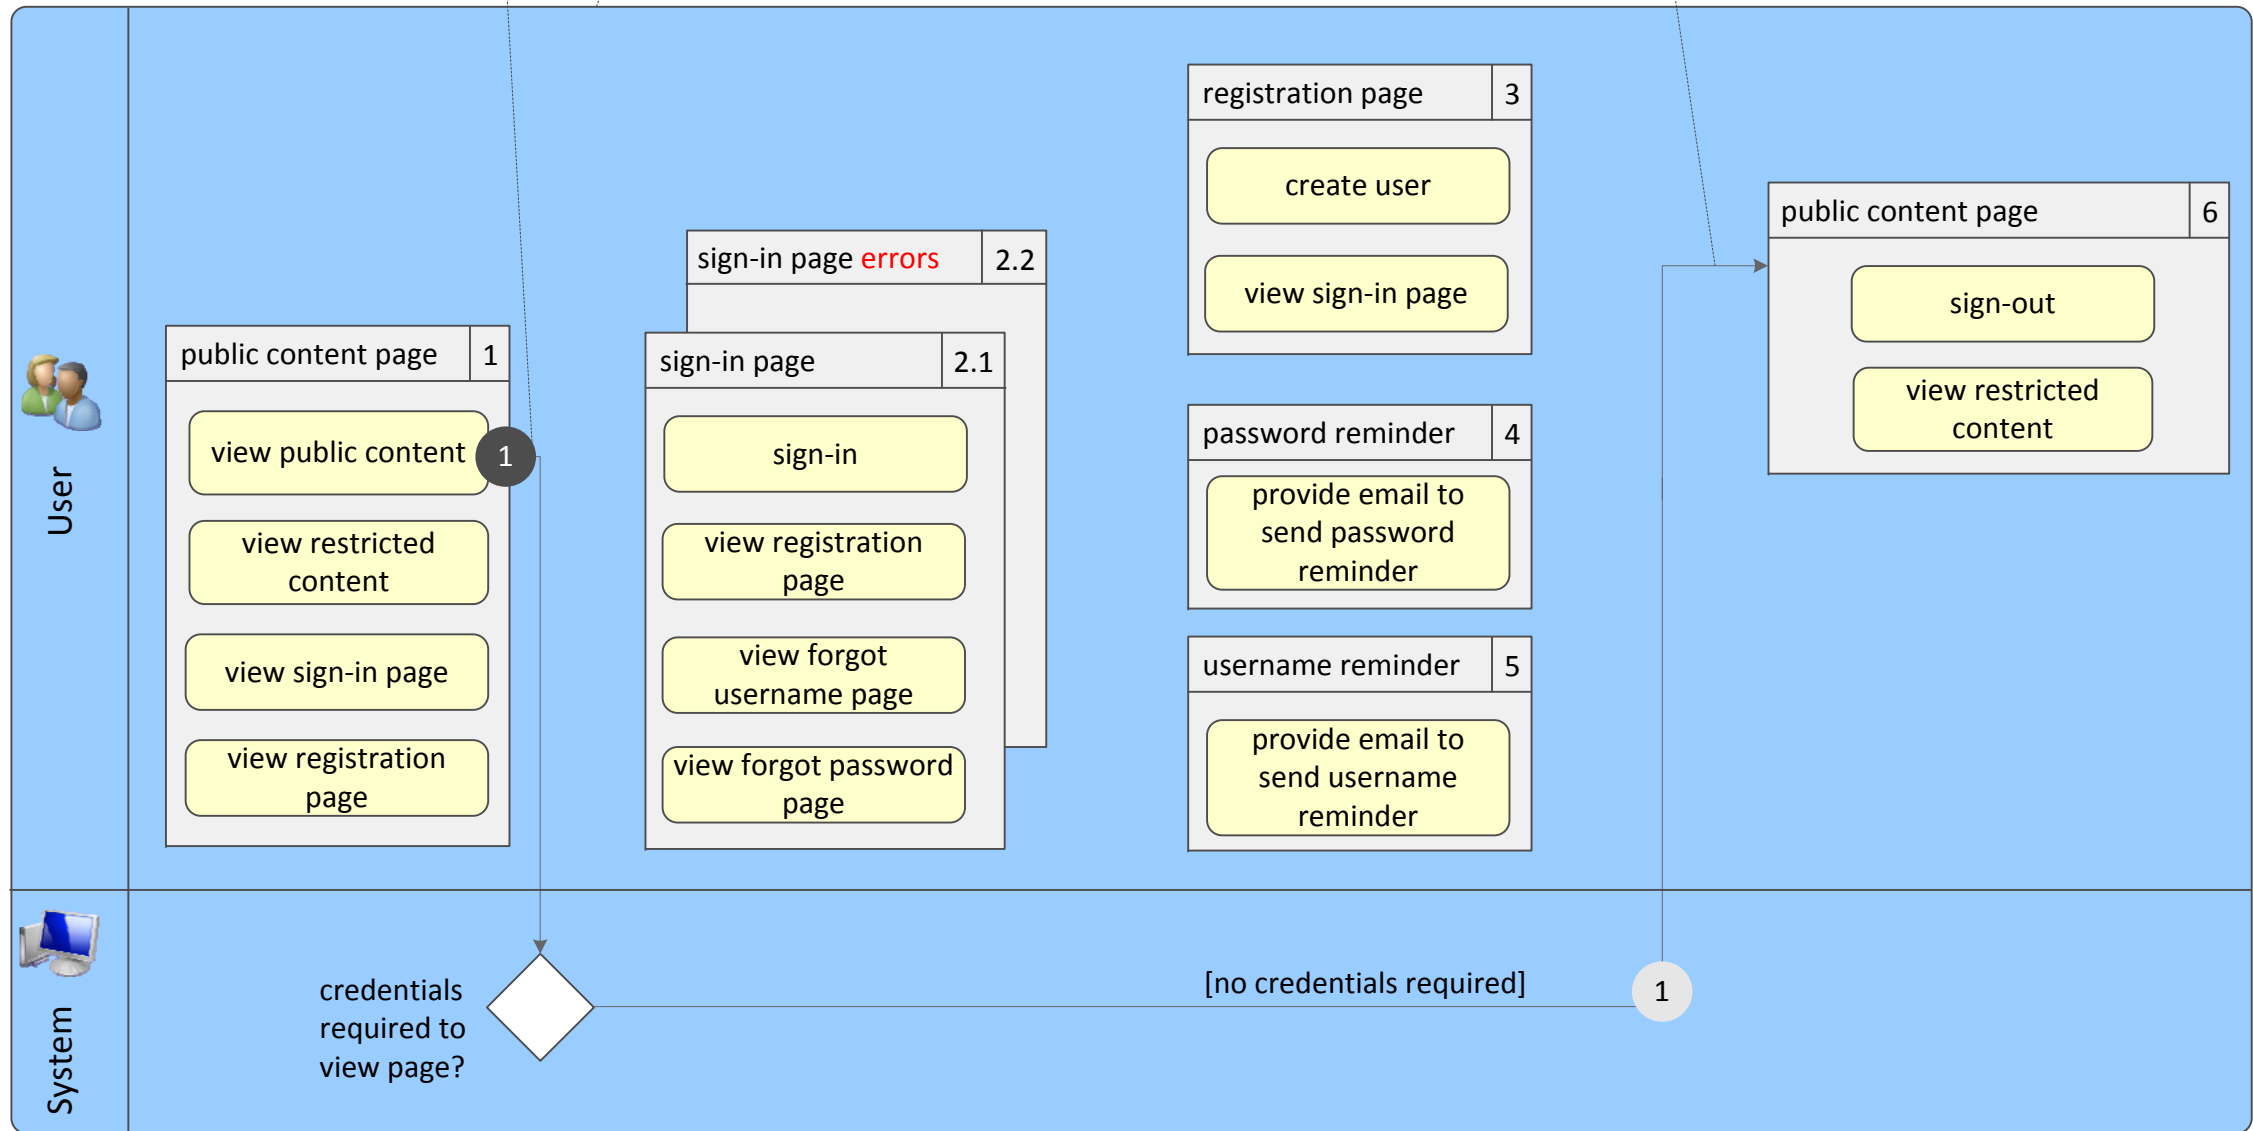 User
public content page 1
view public content 1
view restricted
content
view sign-in page
view registration
page
sign-in page errors 2.2
sign-in page 2.1
sign-in
view registration
page
view forgot
username page
view forgot password
page
registration page 3
create user
view sign-in page
password reminder 4
provide email to
send password
reminder
username reminder 5
provide email to
send username
reminder
public content page 6
sign-out
view restricted
content
System
credentials
required to
view page?
[no credentials required] 1